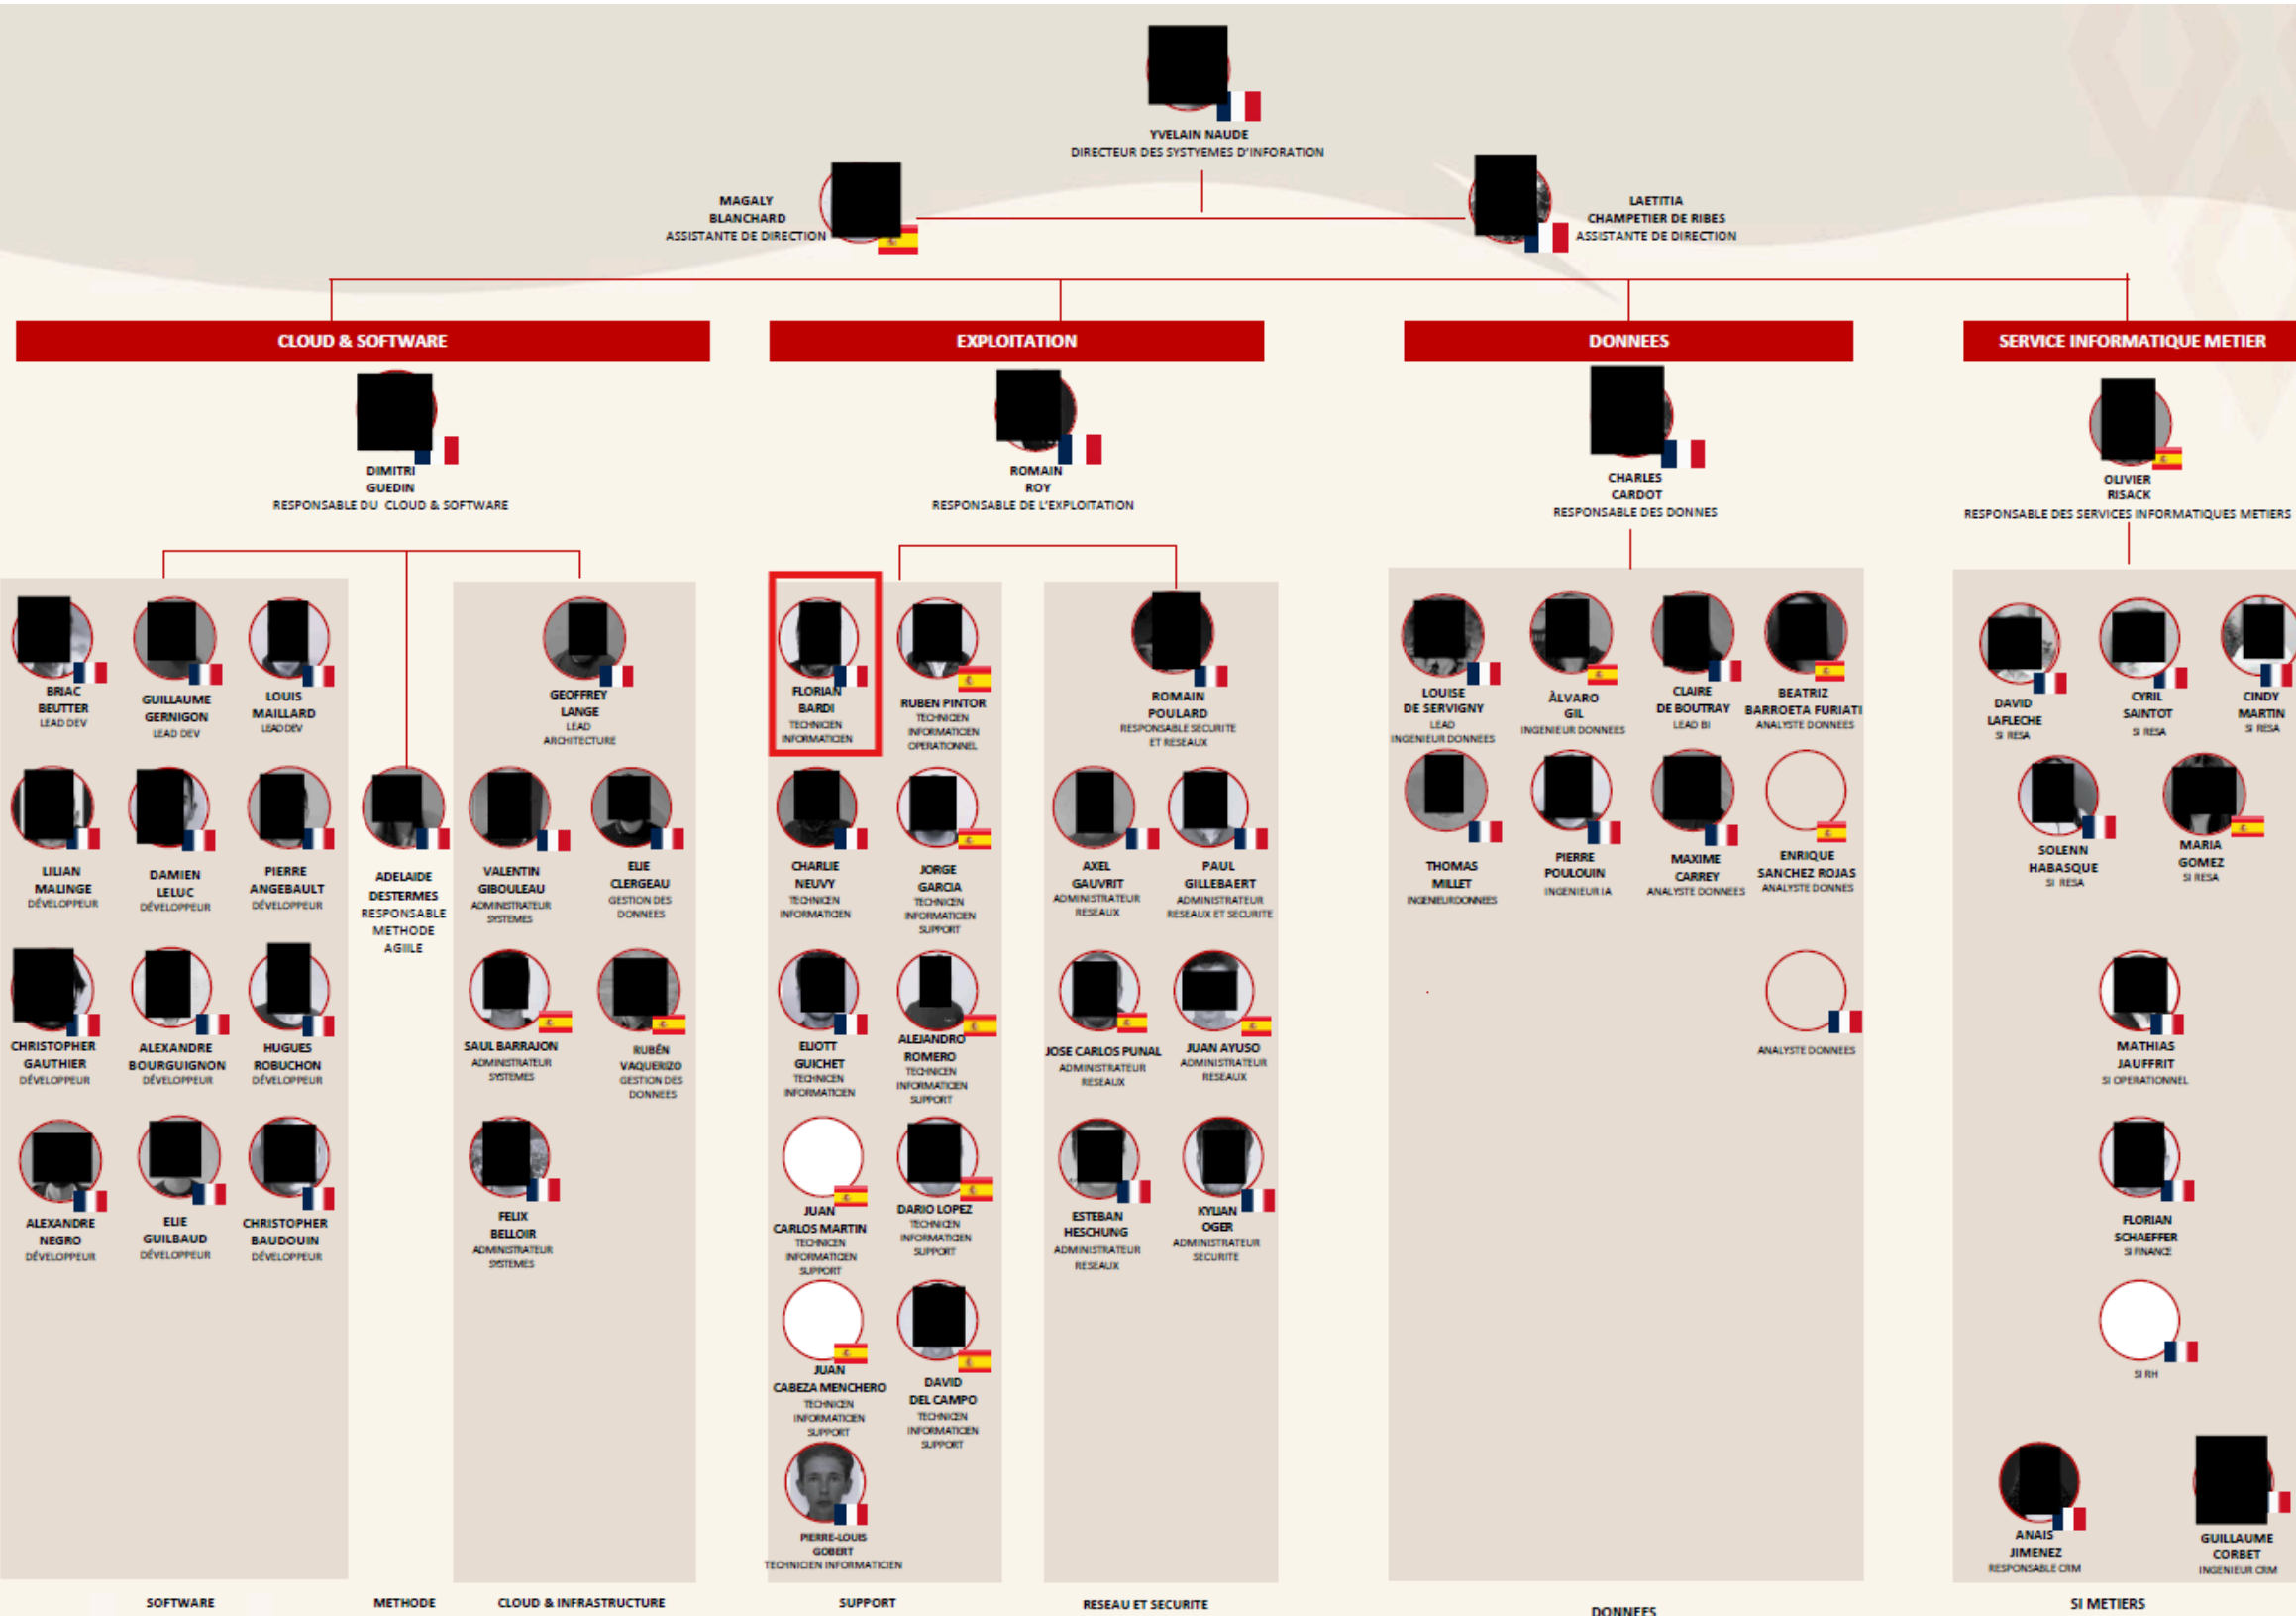 YVELAIN NAUDE
DIRECTEUR DES SYSTYEMES D'INFORATION
MAGALY
BLANCHARD
ASSISTANTE DE DIRECTION
LAETITIA
CHAMPETIER DE RIBES
ASSISTANTE DE DIRECTION
CLOUD & SOFTWARE
DIMITRI
GUEDIN
RESPONSABLE DU CLOUD & SOFTWARE
BRIAC
BEUTTER
LEAD DEV
GUILLAUME
GERNIGON
LEAD DEV
LOUIS
MAILLARD
LEAD DEV
LILIAN
MALINGE
DÉVELOPPEUR
DAMIEN
LELUC
DÉVELOPPEUR
PIERRE
ANGEBAULT
DÉVELOPPEUR
CHRISTOPHER
GAUTHIER
DÉVELOPPEUR
ALEXANDRE
BOURGUIGNON
DÉVELOPPEUR
HUGUES
ROBUCHON
DÉVELOPPEUR
ALEXANDRE
NEGRO
DÉVELOPPEUR
ELIE
GUILBAUD
DÉVELOPPEUR
CHRISTOPHER
BAUDOUIN
DÉVELOPPEUR
SOFTWARE
ADELAIDE
DESTERMES
RESPONSABLE
METHODE
AGIILE
METHODE
GEOFFREY
LANGE
LEAD
ARCHITECTURE
VALENTIN
GIBOULEAU
ADMINISTRATEUR
SYSTEMES
ELIE
CLERGEAU
GESTION DES
DONNEES
SAUL BARRAJON
ADMINISTRATEUR
SYSTEMES
RUBÉN
VAQUERIZO
GESTION DES
DONNEES
FELIX
BELLOIR
ADMINISTRATEUR
SYSTEMES
CLOUD & INFRASTRUCTURE
EXPLOITATION
ROMAIN
ROY
RESPONSABLE DE L'EXPLOITATION
FLORIAN
BARDI
TECHNICIEN
INFORMATICIEN
RUBEN PINTOR
TECHNICIEN
INFORMATICIEN
OPERATIONNEL
CHARLIE
NEUVY
TECHNICIEN
INFORMATICIEN
JORGE
GARCIA
TECHNICIEN
INFORMATICIEN
SUPPORT
ELIOTT
GUICHET
TECHNICIEN
INFORMATICIEN
ALEJANDRO
ROMERO
TECHNICIEN
INFORMATICIEN
SUPPORT
JUAN
CARLOS MARTIN
TECHNICIEN
INFORMATICIEN
SUPPORT
DARIO LOPEZ
TECHNICIEN
INFORMATICIEN
SUPPORT
JUAN
CABEZA MENCHERO
TECHNICIEN
INFORMATICIEN
SUPPORT
DAVID
DEL CAMPO
TECHNICIEN
INFORMATICIEN
SUPPORT
PIERRE-LOUIS
GOBERT
TECHNICIEN INFORMATICIEN
SUPPORT
ROMAIN
POULARD
RESPONSABLE SECURITE
ET RESEAUX
AXEL
GAUVRIT
ADMINISTRATEUR
RESEAUX
PAUL
GILLEBAERT
ADMINISTRATEUR
RESEAUX ET SECURITE
JOSE CARLOS PUNAL
ADMINISTRATEUR
RESEAUX
JUAN AYUSO
ADMINISTRATEUR
RESEAUX
ESTEBAN
HESCHUNG
ADMINISTRATEUR
RESEAUX
KYLIAN
OGER
ADMINISTRATEUR
SECURITE
RESEAU ET SECURITE
DONNEES
CHARLES
CARDOT
RESPONSABLE DES DONNES
LOUISE
DE SERVIGNY
LEAD
INGENIEUR DONNEES
ÀLVARO
GIL
INGENIEUR DONNEES
CLAIRE
DE BOUTRAY
LEAD BI
BEATRIZ
BARROETA FURIATI
ANALYSTE DONNEES
THOMAS
MILLET
INGENIEUR DONNEES
PIERRE
POULOUIN
INGENIEUR IA
MAXIME
CARREY
ANALYSTE DONNEES
ENRIQUE
SANCHEZ ROJAS
ANALYSTE DONNES
ANALYSTE DONNEES
DONNEES
SERVICE INFORMATIQUE METIER
OLIVIER
RISACK
RESPONSABLE DES SERVICES INFORMATIQUES METIERS
DAVID
LAFLECHE
SI RESA
CYRIL
SAINTOT
SI RESA
CINDY
MARTIN
SI RESA
SOLENN
HABASQUE
SI RESA
MARIA
GOMEZ
SI RESA
MATHIAS
JAUFFRIT
SI OPERATIONNEL
FLORIAN
SCHAEFFER
SI FINANCE
SI RH
ANAIS
JIMENEZ
RESPONSABLE CRM
GUILLAUME
CORBET
INGENIEUR CRM
SI METIERS